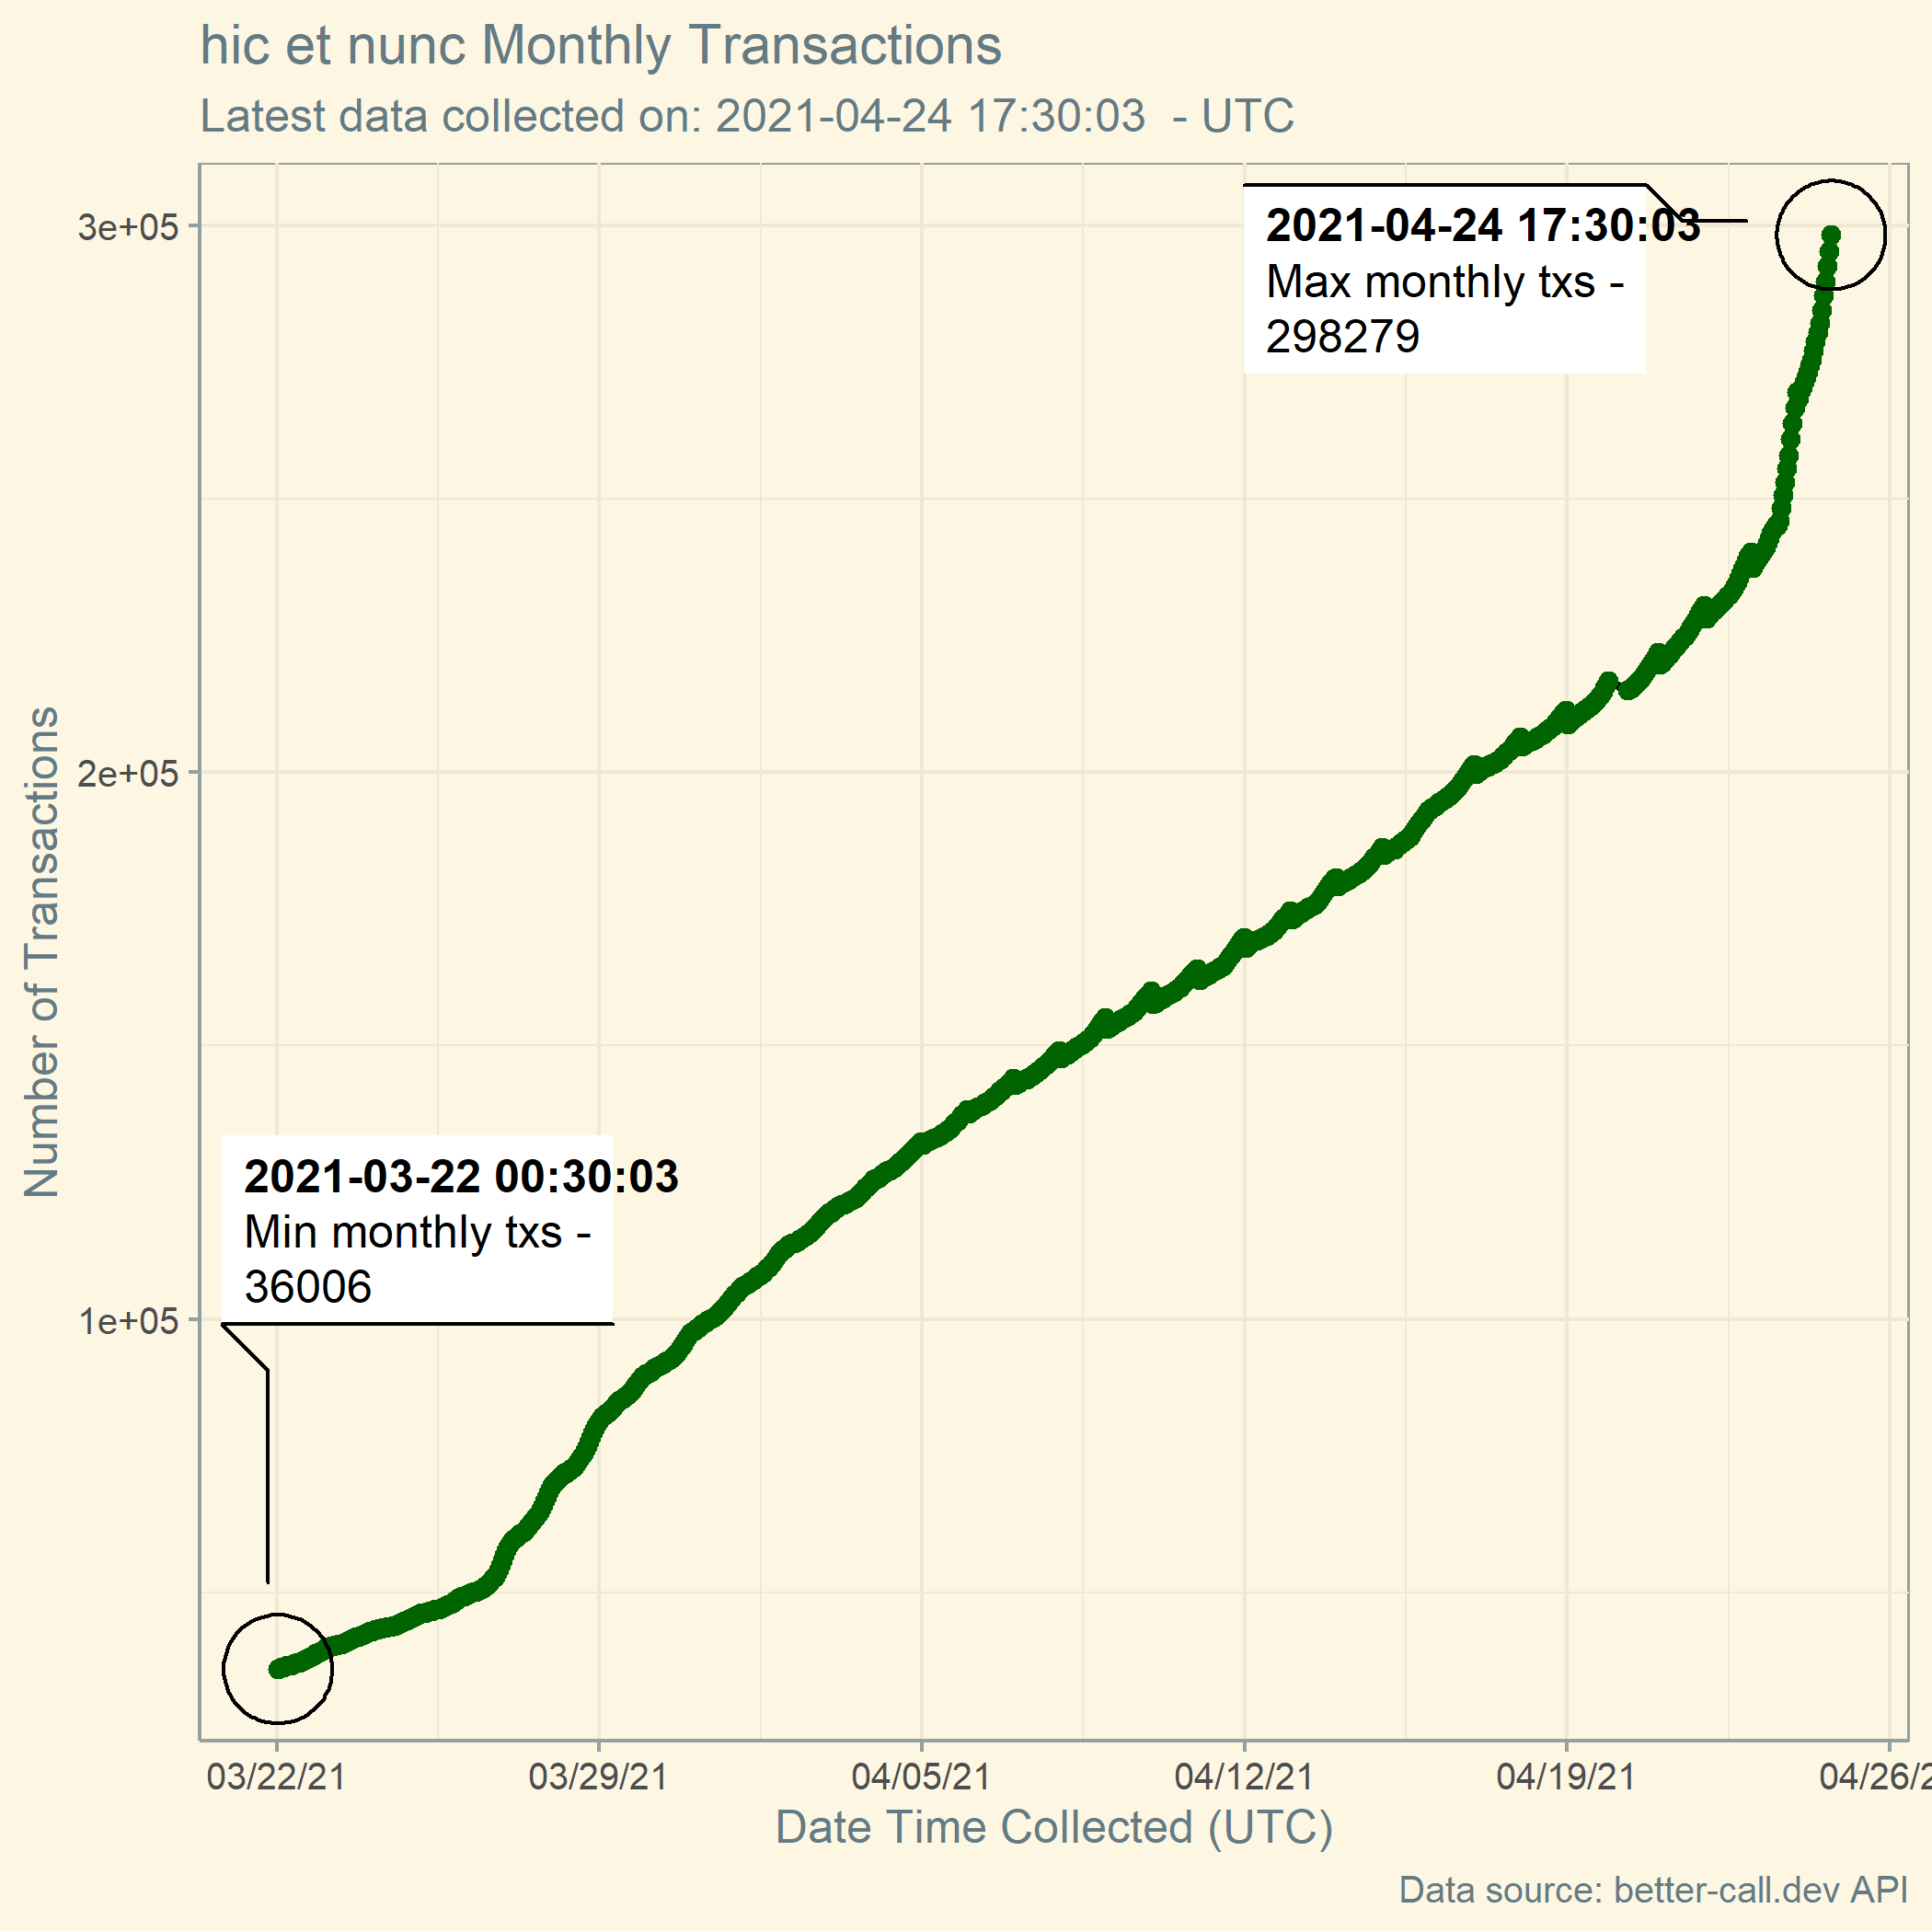 hic et nunc Monthly Transactions
Latest data collected on: 2021-04-24 17:30:03  - UTC
3e+05
2021-04-24 17:30:03
Max monthly txs -
298279
2e+05
Number of Transactions
2021-03-22 00:30:03
Min monthly txs -
36006
1e+05
03/22/21 03/29/21 04/05/21 04/12/21 04/19/21 04/26/2
Date Time Collected (UTC)
Data source: better-call.dev API